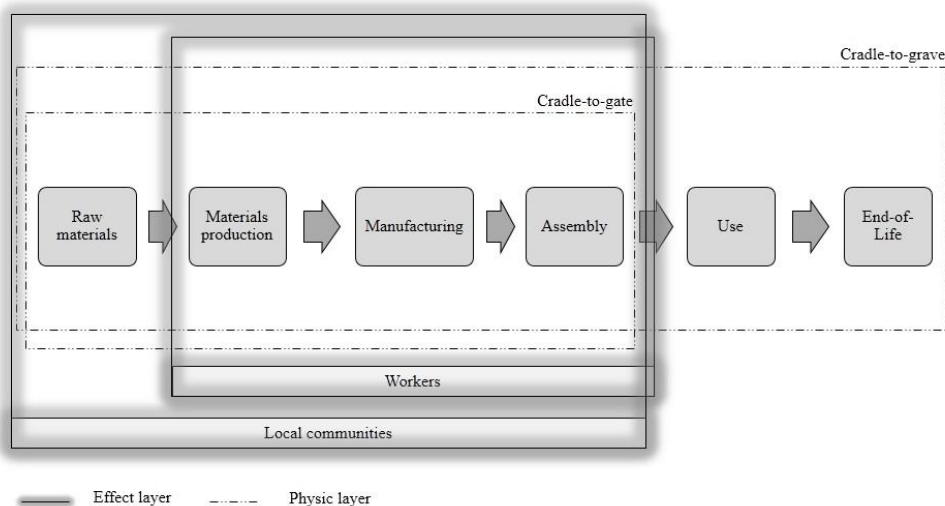 Cradle-to-grave
Cradle-to-gate
Raw
materials
Materials
production
Manufacturing
Assembly
Use
End-of-
Life
Workers
Local communities
Effect layer
Physic layer